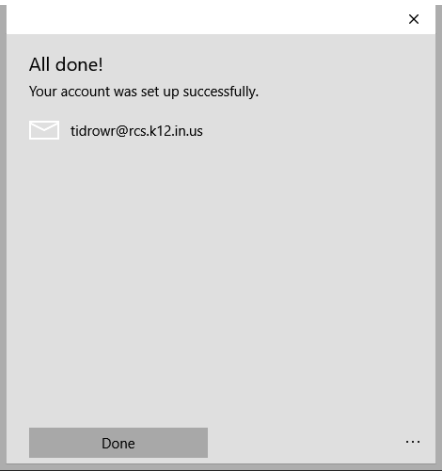 All done!
Your account was set up successfully.
tidrowr@rcs.k12.in.us
Done